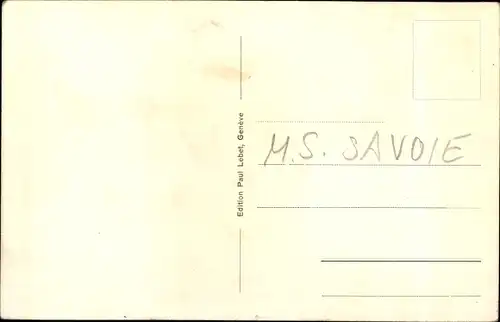 Edition Paul Lebet, Genève
M.S. SAVOIE